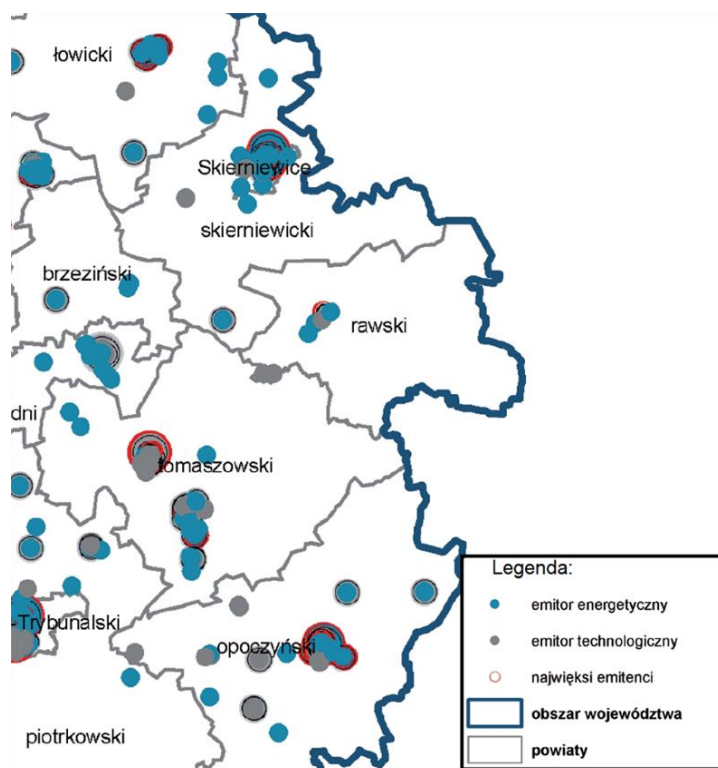 łowicki
Skierniewice
skierniewicki
brzeziński
rawski
dni
tomaszowski
Trybunalski
opoczyński
piotrkowski
Legenda:
emitor energetyczny
emitor technologiczny
najwięksi emitenci
obszar województwa
powiaty